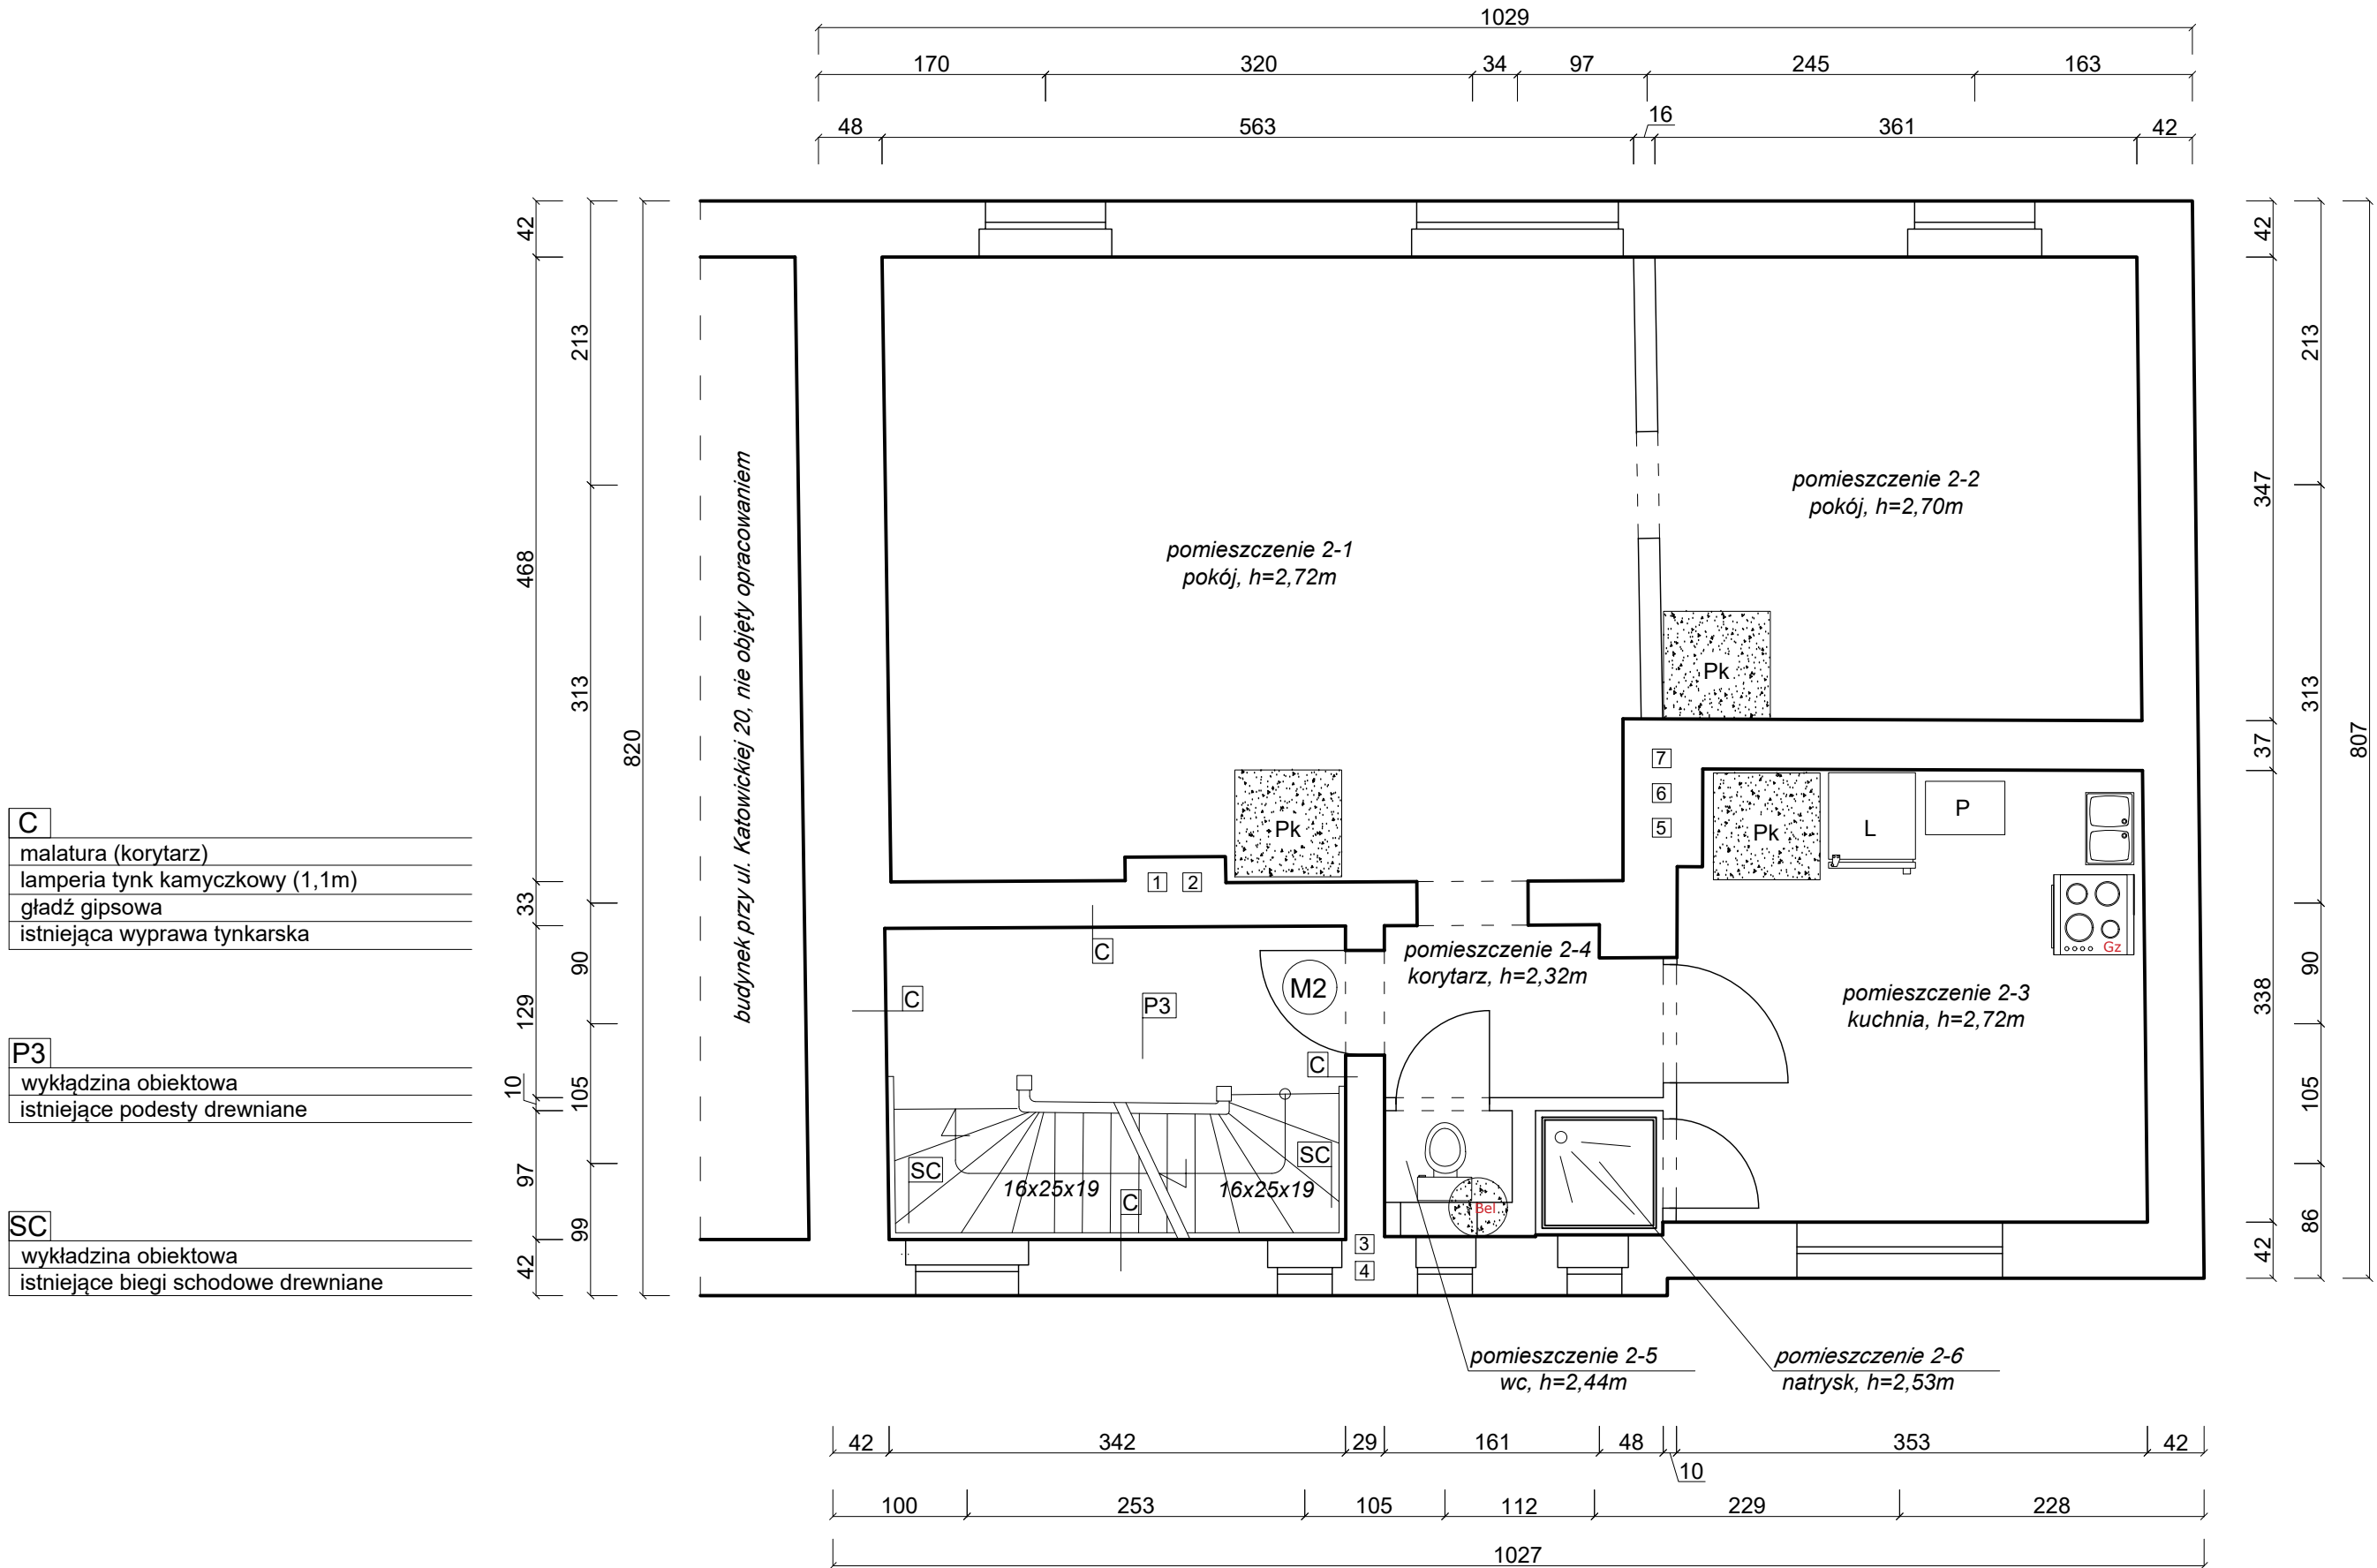 1029
170 320 34 97 245 163
48 563 16 361 42
42 468 33 129 10 97 42
213 313 90 105 99
820
budynek przy ul. Katowickiej 20, nie objęty opracowaniem
pomieszczenie 2-1
pokój, h=2,72m
pomieszczenie 2-2
pokój, h=2,70m
Pk
Pk
1 2
7
6
5
Pk
L
P
Gz
pomieszczenie 2-4
korytarz, h=2,32m
pomieszczenie 2-3
kuchnia, h=2,72m
M2
C
C
P3
C
SC
16x25x19
C
16x25x19
SC
Bel
3
4
pomieszczenie 2-5
wc, h=2,44m
pomieszczenie 2-6
natrysk, h=2,53m
42 347 37 338 42
213 313 90 105 86
807
C
malatura (korytarz)
lamperia tynk kamyczkowy (1,1m)
gładź gipsowa
istniejąca wyprawa tynkarska
P3
wykłądzina obiektowa
istniejące podesty drewniane
SC
wykładzina obiektowa
istniejące biegi schodowe drewniane
42 342 29 161 48 10 353 42
100 253 105 112 229 228
1027